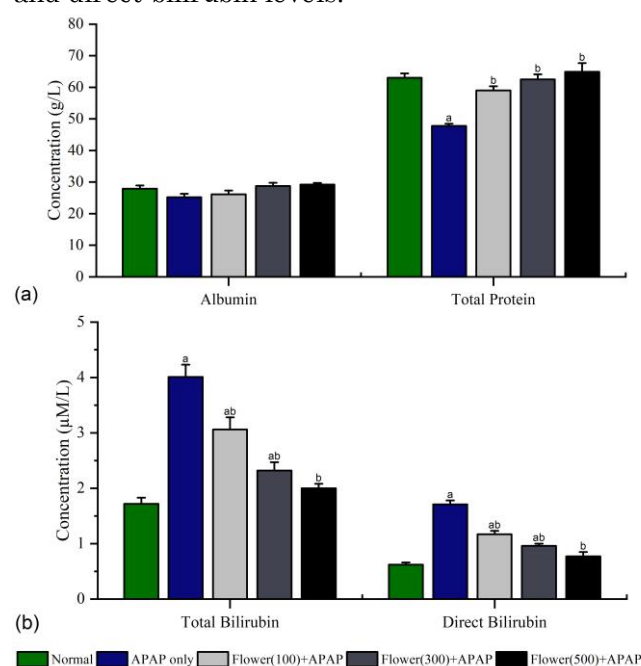 and direct bilirubin levels.
80
70
60
50
40
30
20
10
0
Concentration (g/L)
a
b
b
b
(a)
Albumin
Total Protein
5
4
3
2
1
0
Concentration (µM/L)
a
ab
ab
b
a
ab
ab
b
(b)
Total Bilirubin
Direct Bilirubin
Normal APAP only Flower(100)+APAP Flower(300)+APAP Flower(500)+APAP